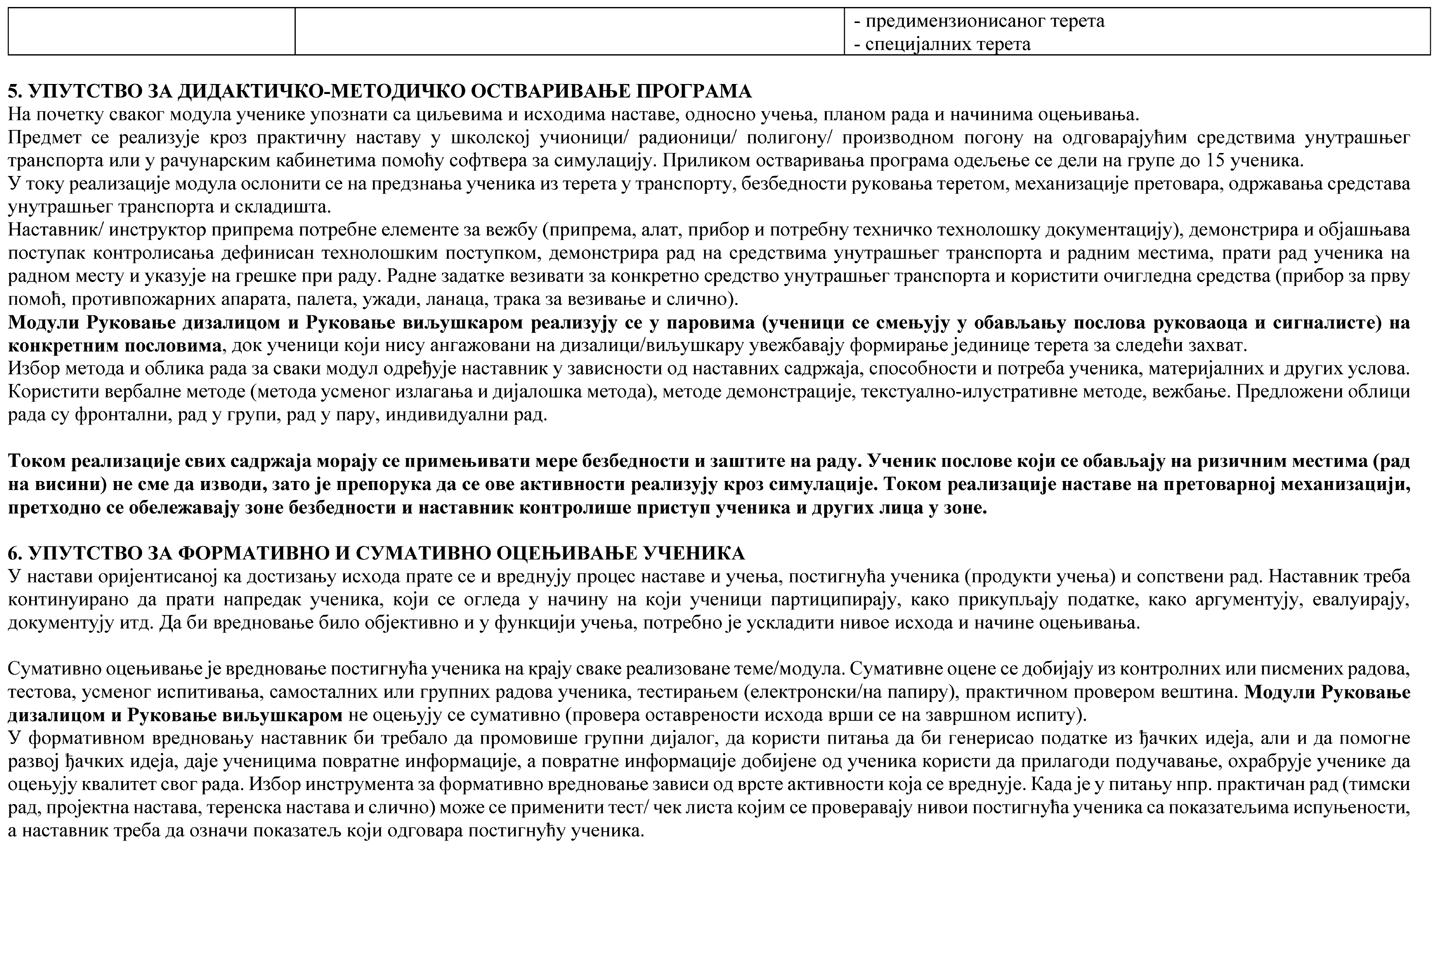 - предимензионисаног терета
- специјалних терета
5. УПУТСТВО ЗА ДИДАКТИЧКО-МЕТОДИЧКО ОСТВАРИВАЊЕ ПРОГРАМА
На почетку сваког модула ученике упознати са циљевима и исходима наставе, односно учења, планом рада и начинима оцењивања.
Предмет се реализује кроз практичну наставу у школској учионици/ радионици/ полигону/ производном погону на одговарајућим средствима унутрашњег
транспорта или у рачунарским кабинетима помоћу софтвера за симулацију. Приликом остваривања програма одељење се дели на групе до 15 ученика.
У току реализације модула ослонити се на предзнања ученика из терета у транспорту, безбедности руковања теретом, механизације претовара, одржавања средстава
унутрашњег транспорта и складишта.
Наставник/ инструктор припрема потребне елементе за вежбу (припрема, алат, прибор и потребну техничко технолошку документацију), демонстрира и објашњава
поступак контролисања дефинисан технолошким поступком, демонстрира рад на средствима унутрашњег транспорта и радним местима, прати рад ученика на
радном месту и указује на грешке при раду. Радне задатке везивати за конкретно средство унутрашњег транспорта и користити очигледна средства (прибор за прву
помоћ, противпожарних апарата, палета, ужади, ланаца, трака за везивање и слично).
Модули Руковање дизалицом и Руковање виљушкаром реализују се у паровима (ученици се смењују у обављању послова руковаоца и сигналисте) на
конкретним пословима, док ученици који нису ангажовани на дизалици/виљушкару увежбавају формирање јединице терета за следећи захват.
Избор метода и облика рада за сваки модул одређује наставник у зависности од наставних садржаја, способности и потреба ученика, материјалних и других услова.
Користити вербалне методе (метода усменог излагања и дијалошка метода), методе демонстрације, текстуално-илустративне методе, вежбање. Предложени облици
рада су фронтални, рад у групи, рад у пару, индивидуални рад.
Током реализације свих садржаја морају се примењивати мере безбедности и заштите на раду. Ученик послове који се обављају на ризичним местима (рад
на висини) не сме да изводи, зато је препорука да се ове активности реализују кроз симулације. Током реализације наставе на претоварној механизацији,
претходно се обележавају зоне безбедности и наставник контролише приступ ученика и других лица у зоне.
6. УПУТСТВО ЗА ФОРМАТИВНО И СУМАТИВНО ОЦЕЊИВАЊЕ УЧЕНИКА
У настави оријентисаној ка достизању исхода прате се и вреднују процес наставе и учења, постигнућа ученика (продукти учења) и сопствени рад. Наставник треба
континуирано да прати напредак ученика, који се огледа у начину на који ученици партиципирају, како прикупљају податке, како аргументују, евалуирају,
документују итд. Да би вредновање било објективно и у функцији учења, потребно је ускладити нивое исхода и начине оцењивања.
Сумативно оцењивање је вредновање постигнућа ученика на крају сваке реализоване теме/модула. Сумативне оцене се добијају из контролних или писмених радова,
тестова, усменог испитивања, самосталних или групних радова ученика, тестирањем (електронски/на папиру), практичном провером вештина. Модули Руковање
дизалицом и Руковање виљушкаром не оцењују се сумативно (провера оставрености исхода врши се на завршном испиту).
У формативном вредновању наставник би требало да промовише групни дијалог, да користи питања да би генерисао податке из ђачких идеја, али и да помогне
развој ђачких идеја, даје ученицима повратне информације, а повратне информације добијене од ученика користи да прилагоди подучавање, охрабрује ученике да
оцењују квалитет свог рада. Избор инструмента за формативно вредновање зависи од врсте активности која се вреднује. Када је у питању нпр. практичан рад (тимски
рад, пројектна настава, теренска настава и слично) може се применити тест/ чек листа којим се проверавају нивои постигнућа ученика са показатељима испуњености,
а наставник треба да означи показатељ који одговара постигнућу ученика.